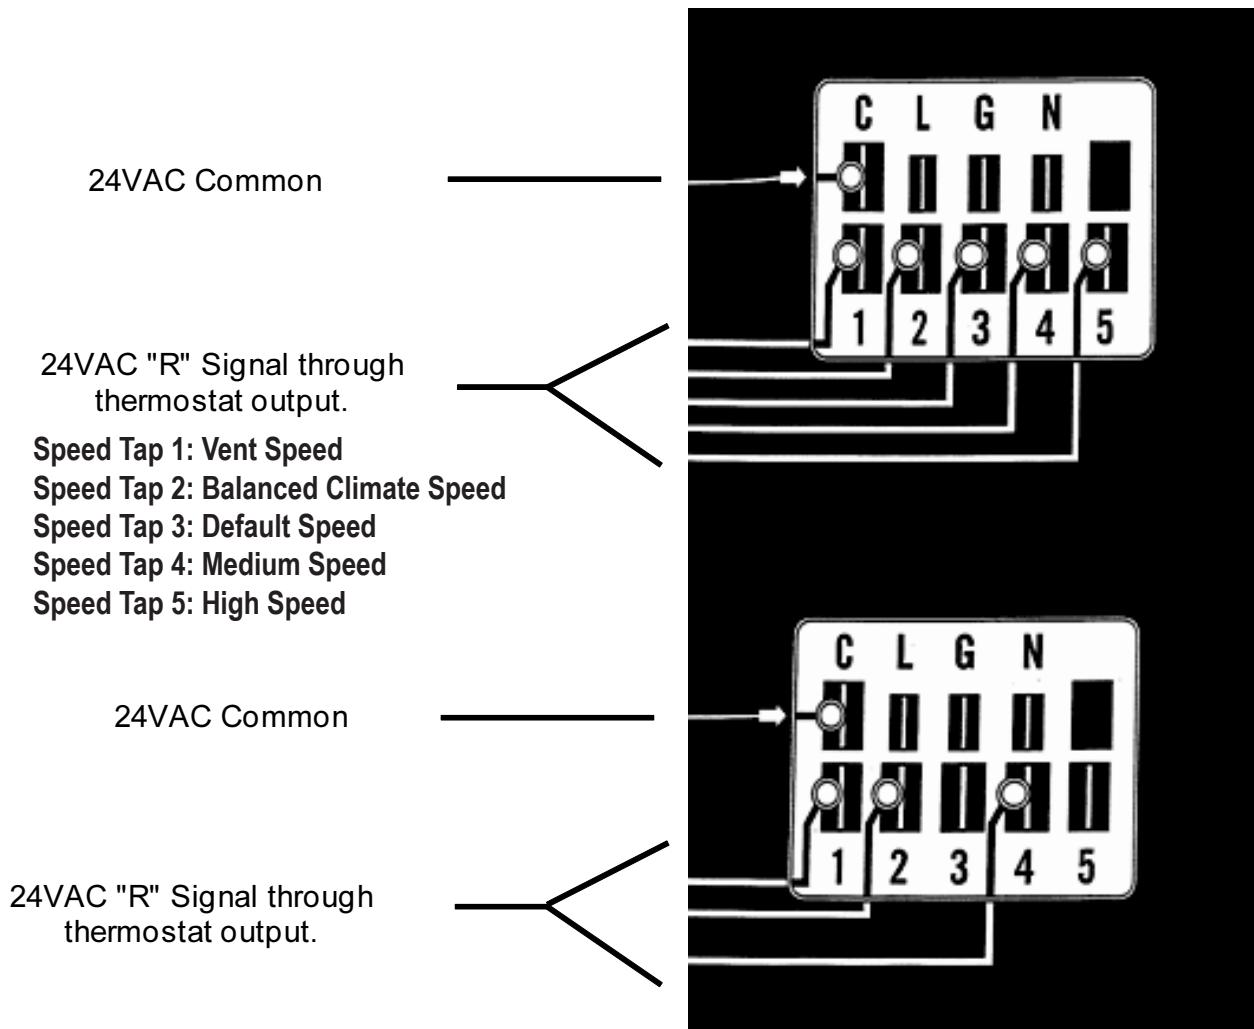 C L G N
24VAC Common
1 2 3 4 5
24VAC "R" Signal through
thermostat output.
Speed Tap 1: Vent Speed
Speed Tap 2: Balanced Climate Speed
Speed Tap 3: Default Speed
Speed Tap 4: Medium Speed
Speed Tap 5: High Speed
C L G N
24VAC Common
1 2 3 4 5
24VAC "R" Signal through
thermostat output.